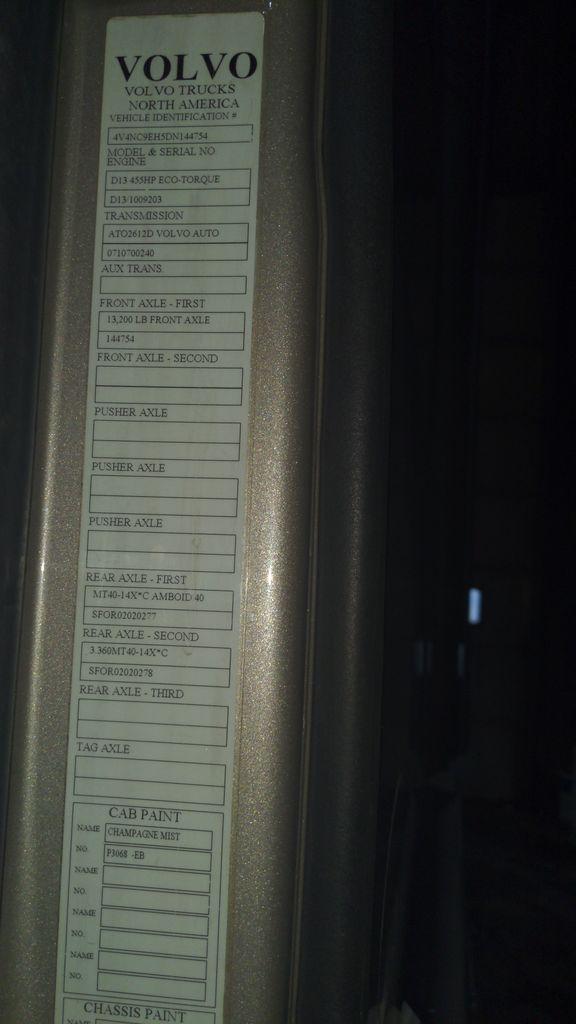 VOLVO
VOLVO TRUCKS
NORTH AMERICA
VEHICLE IDENTIFICATION #
4V4NC9EH5DN144754
MODEL & SERIAL NO
ENGINE
D13 455HP ECO-TORQUE
D13/1009203
TRANSMISSION
ATO2612D VOLVO AUTO
0710700240
AUX TRANS.
FRONT AXLE - FIRST
13,200 LB FRONT AXLE
144754
FRONT AXLE - SECOND
PUSHER AXLE
PUSHER AXLE
PUSHER AXLE
REAR AXLE - FIRST
MT40-14X*C AMBOID 40
SFOR02020277
REAR AXLE - SECOND
3.360MT40-14X*C
SFOR02020278
REAR AXLE - THIRD
TAG AXLE
CAB PAINT
NAME CHAMPAGNE MIST
NO. P3068 -EB
NAME
NO.
NAME
NO.
NAME
NO.
CHASSIS PAINT
NAME